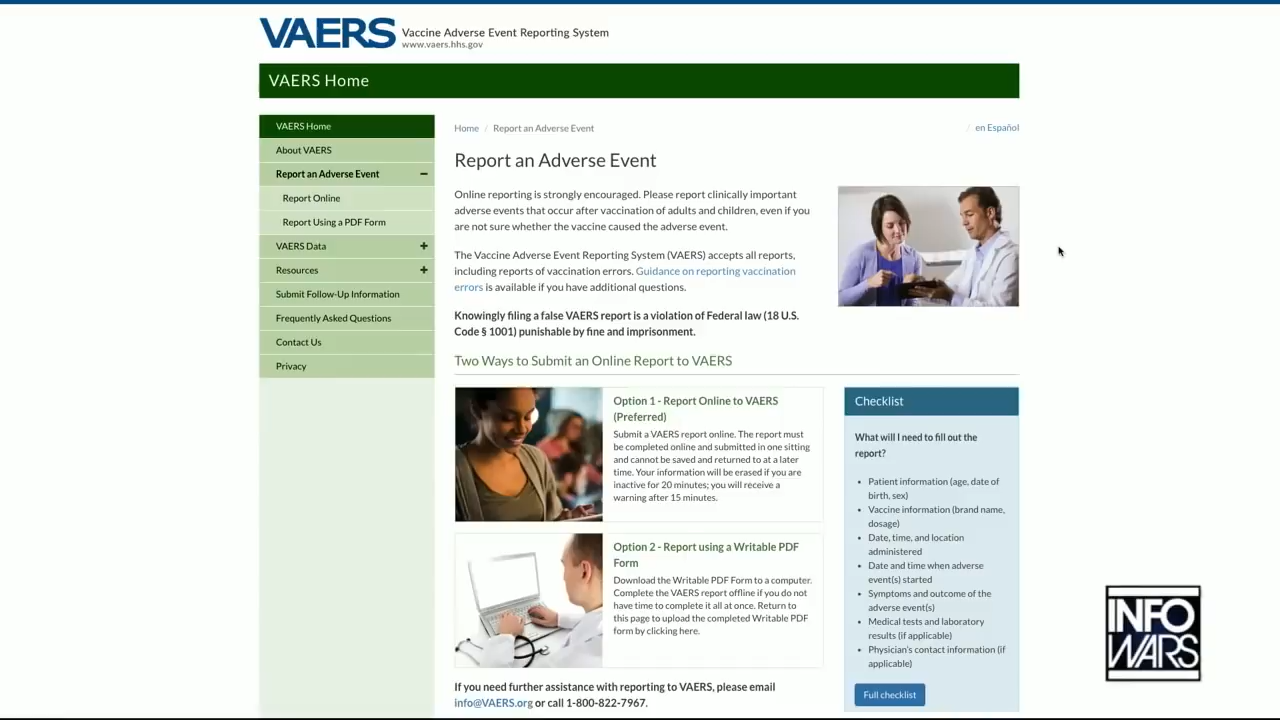 VAERS Vaccine Adverse Event Reporting System
www.vaers.hhs.gov
VAERS Home
VAERS Home
About VAERS
Report an Adverse Event
Report Online
Report Using a PDF Form
VAERS Data
Resources
Submit Follow-Up Information
Frequently Asked Questions
Contact Us
Privacy
Home / Report an Adverse Event
/ en Español
Report an Adverse Event
Online reporting is strongly encouraged. Please report clinically important
adverse events that occur after vaccination of adults and children, even if you
are not sure whether the vaccine caused the adverse event.
The Vaccine Adverse Event Reporting System (VAERS) accepts all reports,
including reports of vaccination errors. Guidance on reporting vaccination
errors is available if you have additional questions.
Knowingly filing a false VAERS report is a violation of Federal law (18 U.S.
Code § 1001) punishable by fine and imprisonment.
Two Ways to Submit an Online Report to VAERS
Option 1 - Report Online to VAERS
(Preferred)
Submit a VAERS report online. The report must
be completed online and submitted in one sitting
and cannot be saved and returned to at a later
time. Your information will be erased if you are
inactive for 20 minutes; you will receive a
warning after 15 minutes.
Option 2 - Report using a Writable PDF
Form
Download the Writable PDF Form to a computer.
Complete the VAERS report offline if you do not
have time to complete it all at once. Return to
this page to upload the completed Writable PDF
form by clicking here.
If you need further assistance with reporting to VAERS, please email
info@VAERS.org or call 1-800-822-7967.
Checklist
What will I need to fill out the
report?
• Patient information (age, date of
birth, sex)
• Vaccine information (brand name,
dosage)
• Date, time, and location
administered
• Date and time when adverse
event(s) started
• Symptoms and outcome of the
adverse event(s)
• Medical tests and laboratory
results (if applicable)
• Physician's contact information (if
applicable)
Full checklist
INFO
WARS